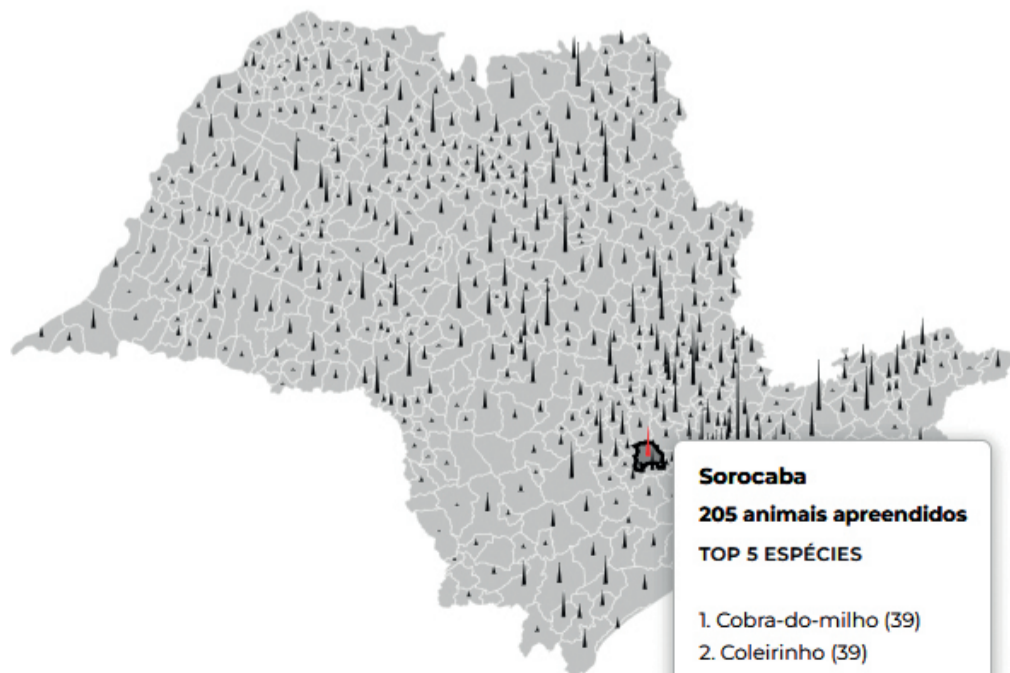 Sorocaba
205 animais apreendidos
TOP 5 ESPÉCIES
1. Cobra-do-milho (39)
2. Coleirinho (39)